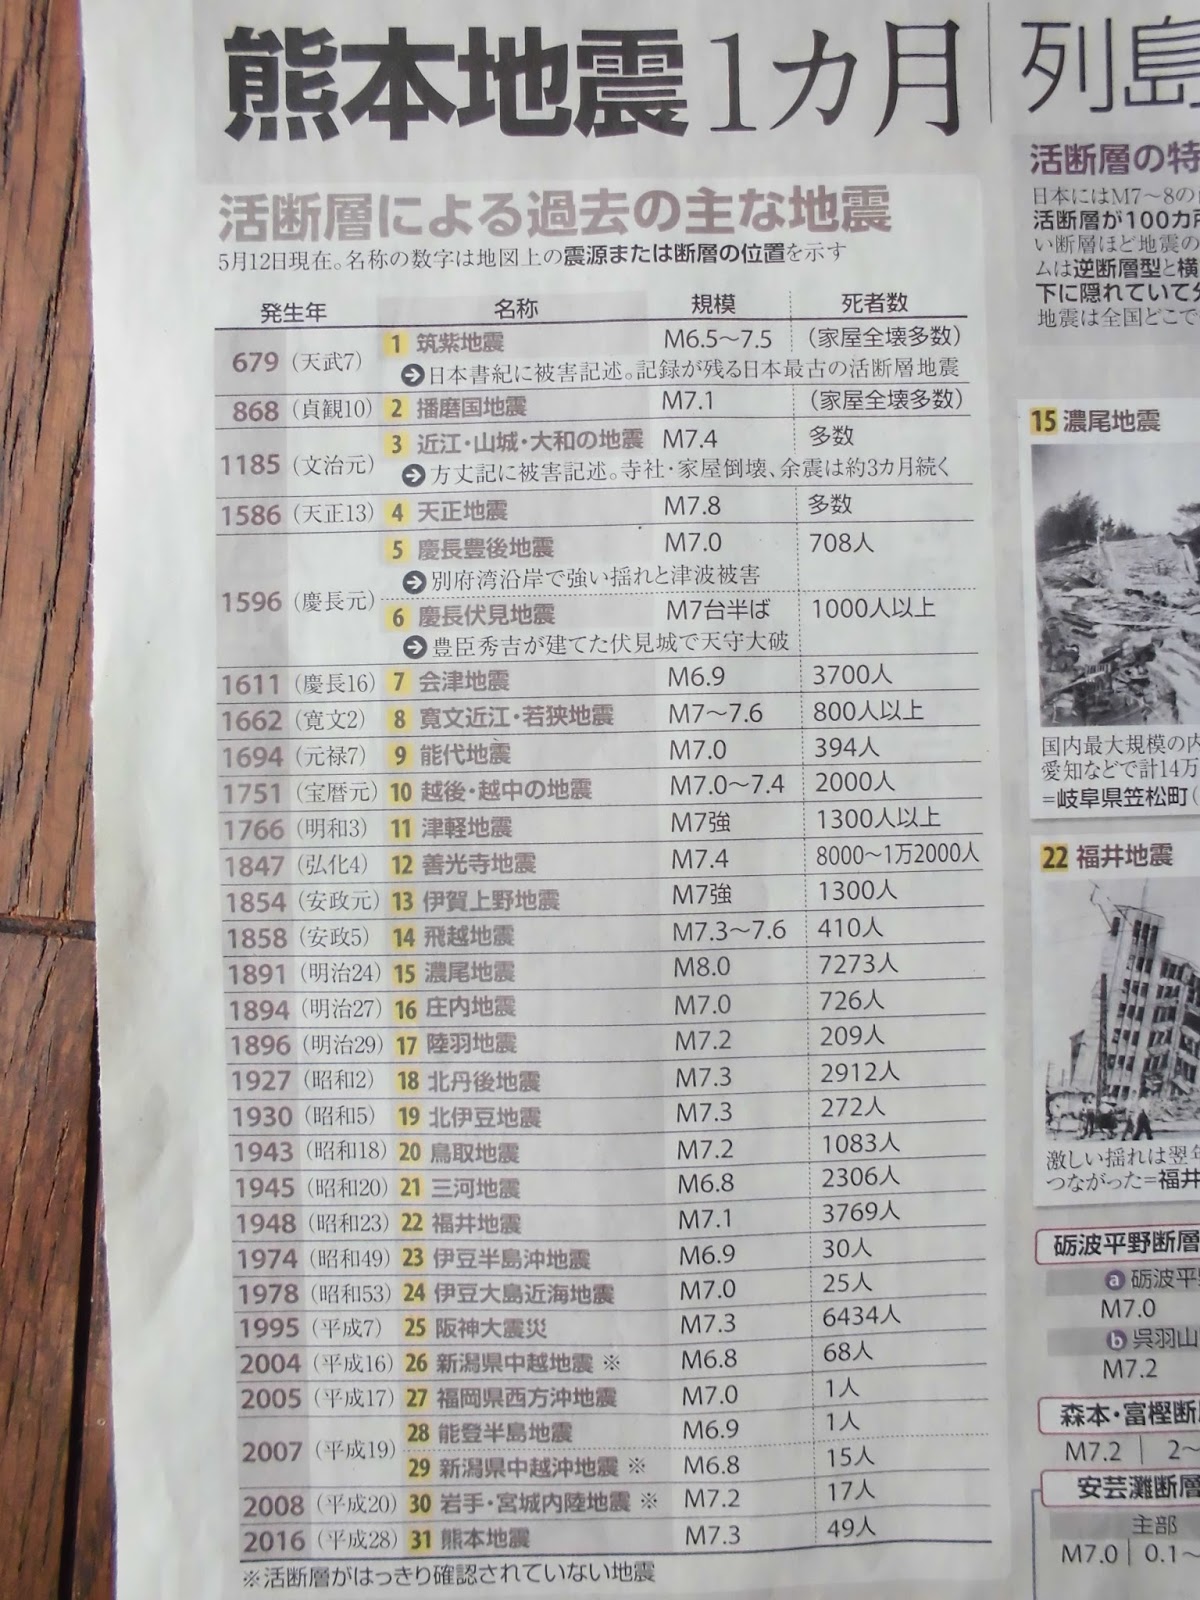 熊本地震1カ月
列島
活断層による過去の主な地震
5月12日現在。名称の数字は地図上の震源または断層の位置を示す
発生年 名称 規模 死者数
679(天武7) 1 筑紫地震 M6.5〜7.5 (家屋全壊多数)
➔日本書紀に被害記述。記録が残る日本最古の活断層地震
868(貞観10) 2 播磨国地震 M7.1 (家屋全壊多数)
1185(文治元) 3 近江・山城・大和の地震 M7.4 多数
➔方丈記に被害記述。寺社・家屋倒壊、余震は約3カ月続く
1586(天正13) 4 天正地震 M7.8 多数
1596(慶長元) 5 慶長豊後地震 M7.0 708人
➔別府湾沿岸で強い揺れと津波被害
6 慶長伏見地震 M7台半ば 1000人以上
➔豊臣秀吉が建てた伏見城で天守大破
1611(慶長16) 7 会津地震 M6.9 3700人
1662(寛文2) 8 寛文近江・若狭地震 M7〜7.6 800人以上
1694(元禄7) 9 能代地震 M7.0 394人
1751(宝暦元) 10 越後・越中の地震 M7.0〜7.4 2000人
1766(明和3) 11 津軽地震 M7強 1300人以上
1847(弘化4) 12 善光寺地震 M7.4 8000〜1万2000人
1854(安政元) 13 伊賀上野地震 M7強 1300人
1858(安政5) 14 飛越地震 M7.3〜7.6 410人
1891(明治24) 15 濃尾地震 M8.0 7273人
1894(明治27) 16 庄内地震 M7.0 726人
1896(明治29) 17 陸羽地震 M7.2 209人
1927(昭和2) 18 北丹後地震 M7.3 2912人
1930(昭和5) 19 北伊豆地震 M7.3 272人
1943(昭和18) 20 鳥取地震 M7.2 1083人
1945(昭和20) 21 三河地震 M6.8 2306人
1948(昭和23) 22 福井地震 M7.1 3769人
1974(昭和49) 23 伊豆半島沖地震 M6.9 30人
1978(昭和53) 24 伊豆大島近海地震 M7.0 25人
1995(平成7) 25 阪神大震災 M7.3 6434人
2004(平成16) 26 新潟県中越地震※ M6.8 68人
2005(平成17) 27 福岡県西方沖地震 M7.0 1人
2007(平成19) 28 能登半島地震 M6.9 1人
29 新潟県中越沖地震※ M6.8 15人
2008(平成20) 30 岩手・宮城内陸地震※ M7.2 17人
2016(平成28) 31 熊本地震 M7.3 49人
※活断層がはっきり確認されていない地震
活断層の特
日本にはM7〜8の
活断層が100カ所
い断層ほど地震の
ムは逆断層型と横
下に隠れていて
地震は全国どこで
15 濃尾地震
国内最大規模の内
愛知などで計14万
=岐阜県笠松町(
22 福井地震
激しい揺れは翌年
つながった=福井
砺波平野断層
ⓐ 砺波平野
M7.0
ⓑ 呉羽山
M7.2
森本・富樫断層
M7.2 2〜
安芸灘断層
主部
M7.0 0.1〜